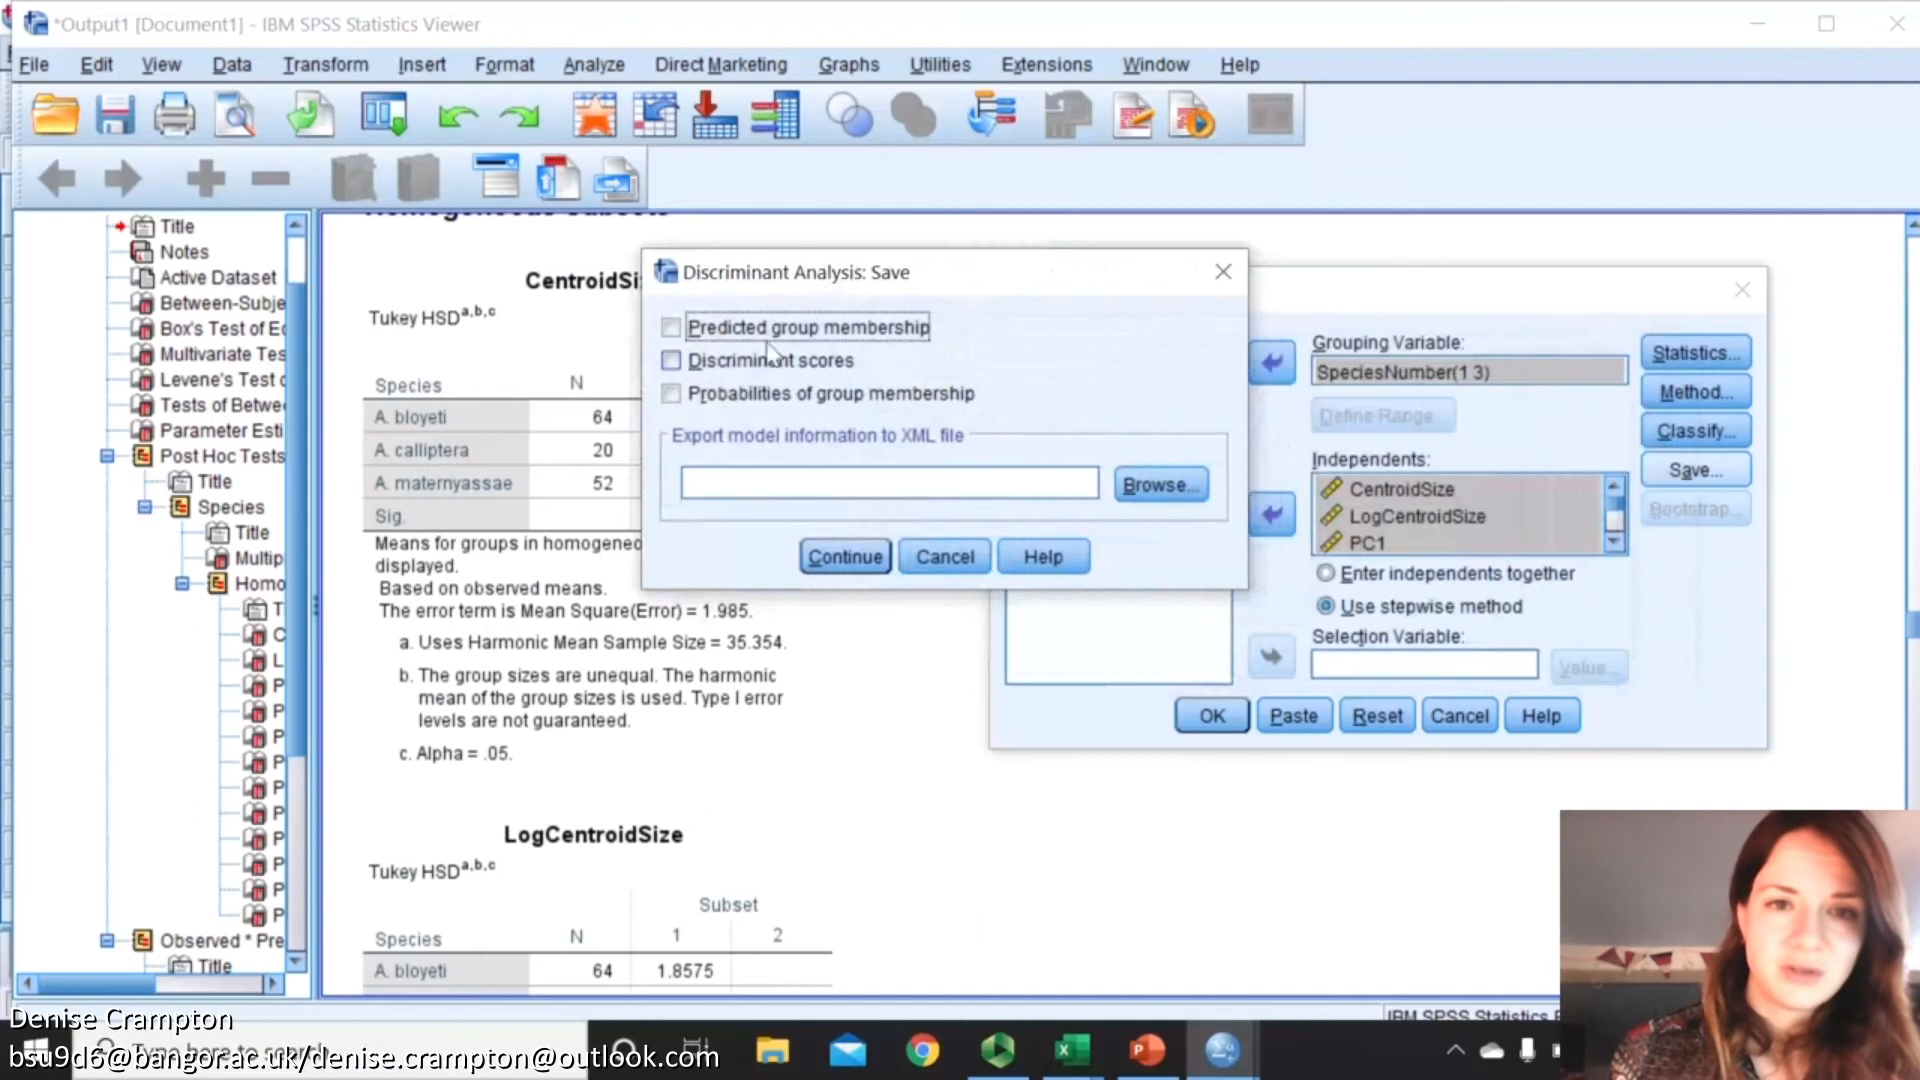 *Output1 [Document1] - IBM SPSS Statistics Viewer
File Edit View Data Transform Insert Format Analyze Direct Marketing Graphs Utilities Extensions Window Help
Title
Notes
Active Dataset
Between-Subje
Box's Test of Ec
Multivariate Tes
Levene's Test c
Tests of Betwee
Parameter Esti
Post Hoc Tests
Title
Species
Title
Multip
Homo
T
C
L
P
P
P
P
P
P
P
P
P
P
Observed * Pre
Title
CentroidSi
Tukey HSDa,b,c
Species N
A. bloyeti 64
A. calliptera 20
A. maternyassae 52
Sig.
Means for groups in homogeneo
displayed.
Based on observed means.
The error term is Mean Square(Error) = 1.985.
a. Uses Harmonic Mean Sample Size = 35.354.
b. The group sizes are unequal. The harmonic
mean of the group sizes is used. Type I error
levels are not guaranteed.
c. Alpha = .05.
LogCentroidSize
Tukey HSDa,b,c
Subset
Species N 1 2
A. bloyeti 64 1.8575
Discriminant Analysis: Save
Predicted group membership
Discriminant scores
Probabilities of group membership
Export model information to XML file
Browse...
Continue Cancel Help
Grouping Variable:
SpeciesNumber(1 3)
Define Range
Independents:
CentroidSize
LogCentroidSize
PC1
Enter independents together
Use stepwise method
Selection Variable:
Value...
Statistics...
Method...
Classify...
Save...
Bootstrap...
OK Paste Reset Cancel Help
IBM SPSS Statistics
Denise Crampton
bsu9d6@bangor.ac.uk/denise.crampton@outlook.com